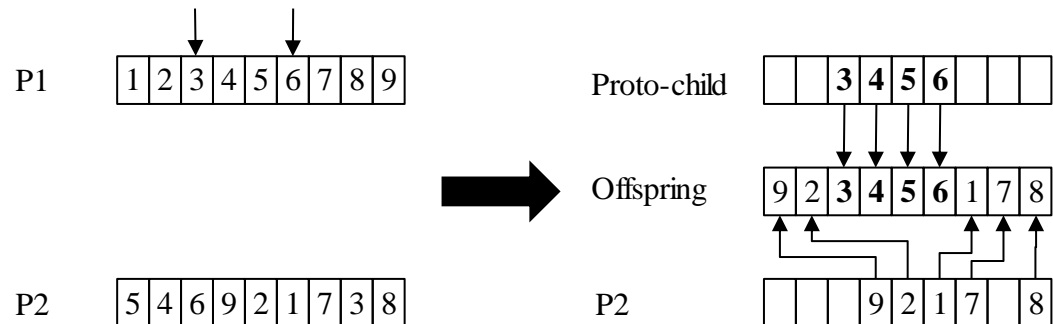 P1 1 2 3 4 5 6 7 8 9
Proto-child 3 4 5 6
Offspring 9 2 3 4 5 6 1 7 8
P2 5 4 6 9 2 1 7 3 8
P2 9 2 1 7 8